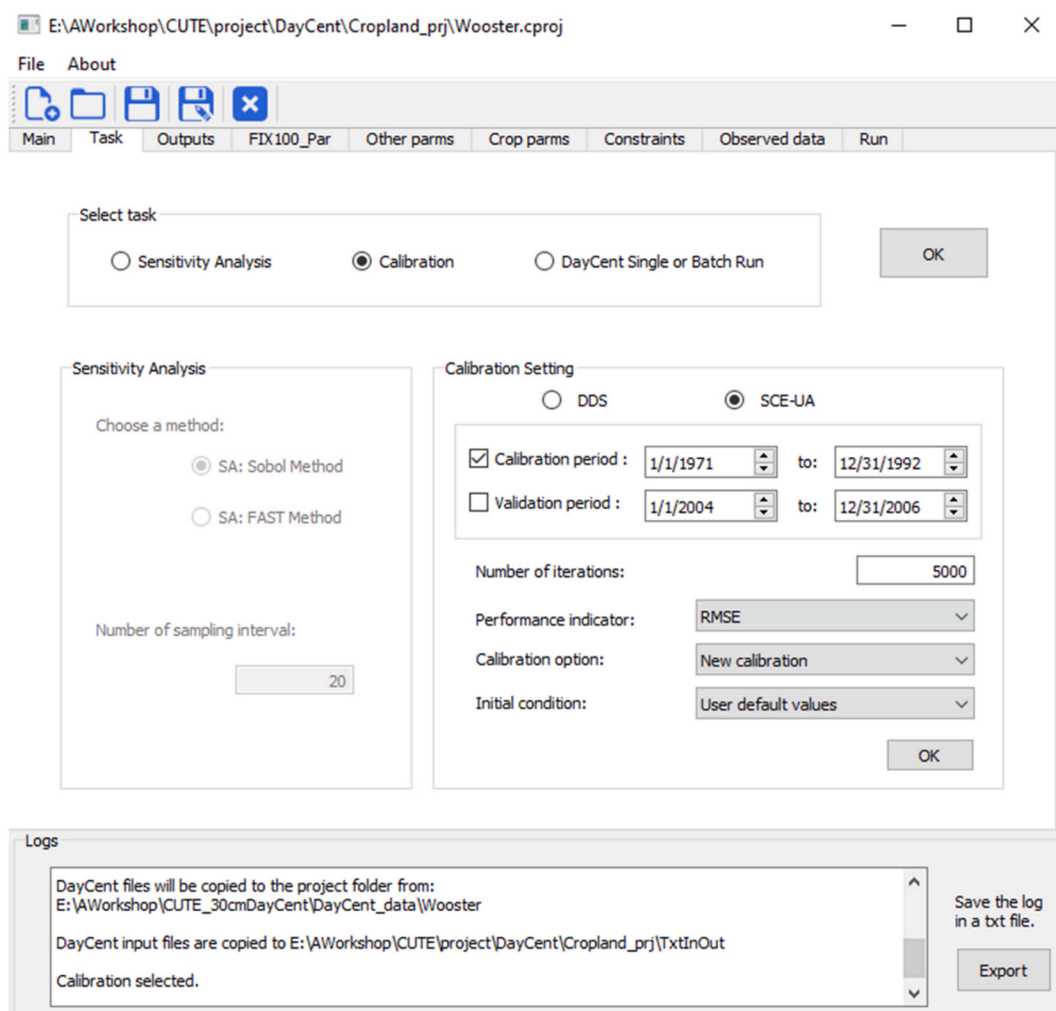 E:\AWorkshop\CUTE\project\DayCent\Cropland_prj\Wooster.cproj
File About
Main Task Outputs FIX100_Par Other parms Crop parms Constraints Observed data Run
Select task
Sensitivity Analysis Calibration DayCent Single or Batch Run
OK
Sensitivity Analysis
Choose a method:
SA: Sobol Method
SA: FAST Method
Number of sampling interval:
20
Calibration Setting
DDS SCE-UA
Calibration period : 1/1/1971 to: 12/31/1992
Validation period : 1/1/2004 to: 12/31/2006
Number of iterations: 5000
Performance indicator: RMSE
Calibration option: New calibration
Initial condition: User default values
OK
Logs
DayCent files will be copied to the project folder from:
E:\AWorkshop\CUTE_30cmDayCent\DayCent_data\Wooster
DayCent input files are copied to E:\AWorkshop\CUTE\project\DayCent\Cropland_prj\TxtInOut
Calibration selected.
Save the log
in a txt file.
Export